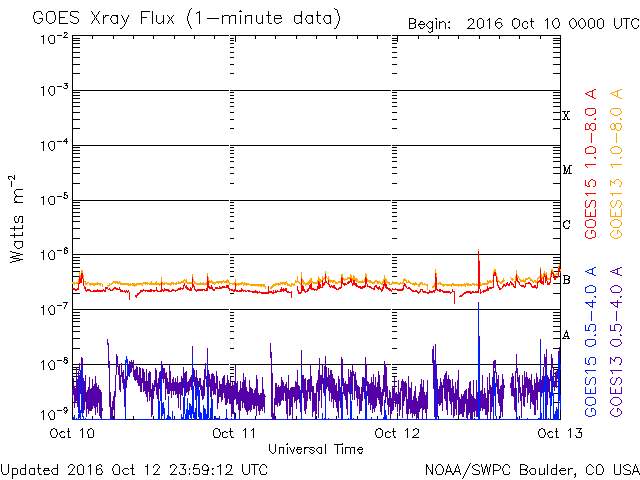 GOES Xray Flux (1-minute data)
Begin: 2016 Oct 10 0000 UTC
10⁻²
10⁻³
10⁻⁴
10⁻⁵
10⁻⁶
10⁻⁷
10⁻⁸
10⁻⁹
Watts m⁻²
X
M
C
B
A
GOES15 1.0-8.0 A
GOES13 1.0-8.0 A
GOES15 0.5-4.0 A
GOES13 0.5-4.0 A
Oct 10 Oct 11 Oct 12 Oct 13
Universal Time
Updated 2016 Oct 12 23:59:12 UTC
NOAA/SWPC Boulder, CO USA